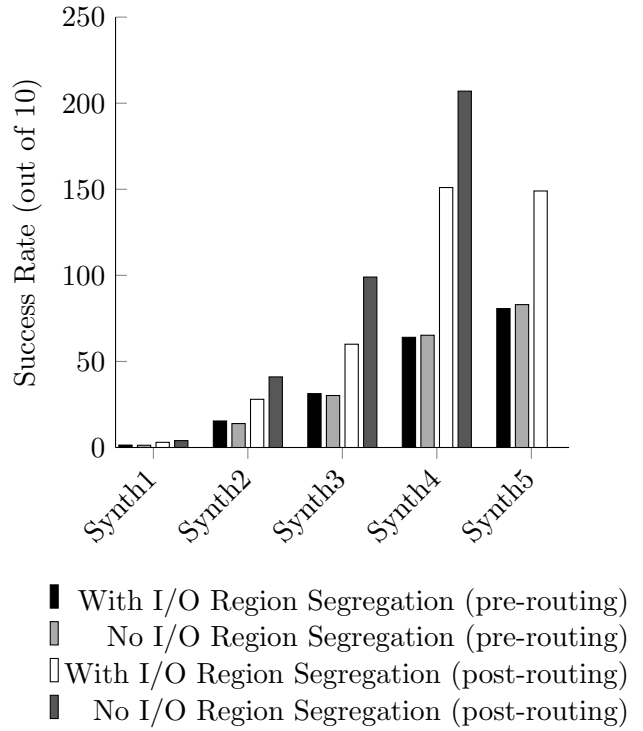 250
200
150
100
50
0
Success Rate (out of 10)
Synth1
Synth2
Synth3
Synth4
Synth5
With I/O Region Segregation (pre-routing)
No I/O Region Segregation (pre-routing)
With I/O Region Segregation (post-routing)
No I/O Region Segregation (post-routing)